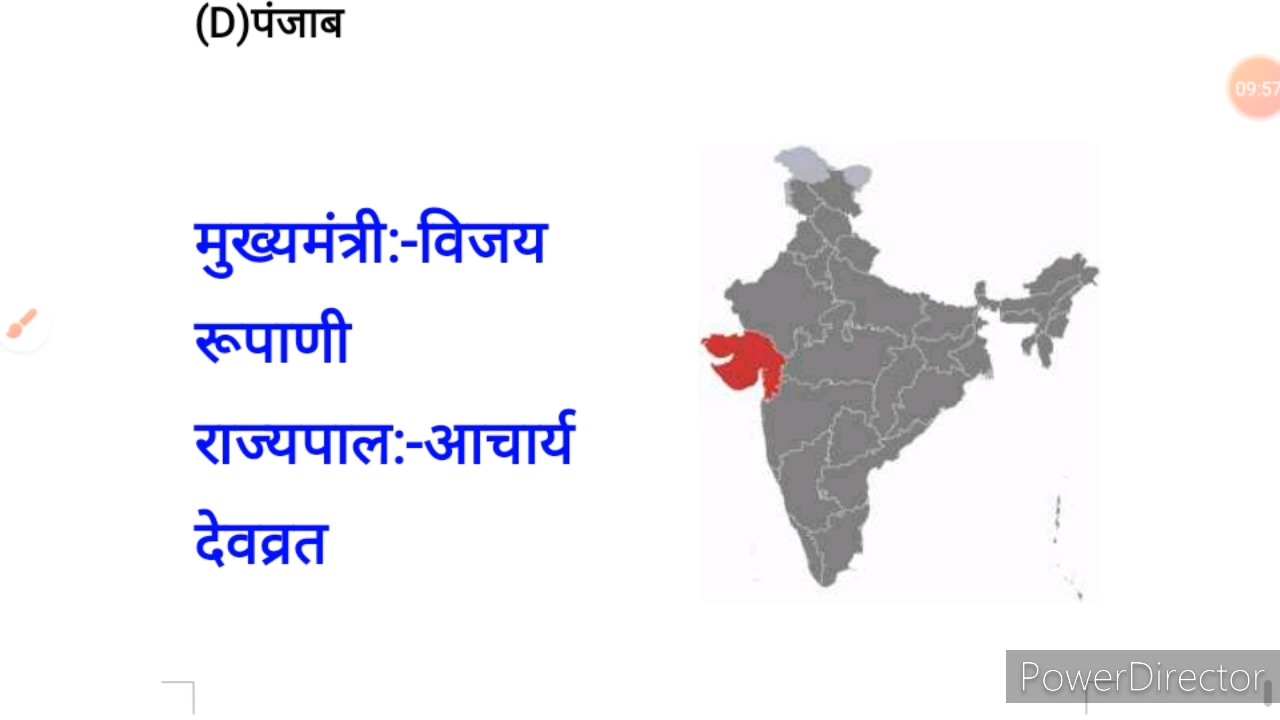 (D)पंजाब
09:57
मुख्यमंत्री:-विजय
रूपाणी
राज्यपाल:-आचार्य
देवव्रत
PowerDirector